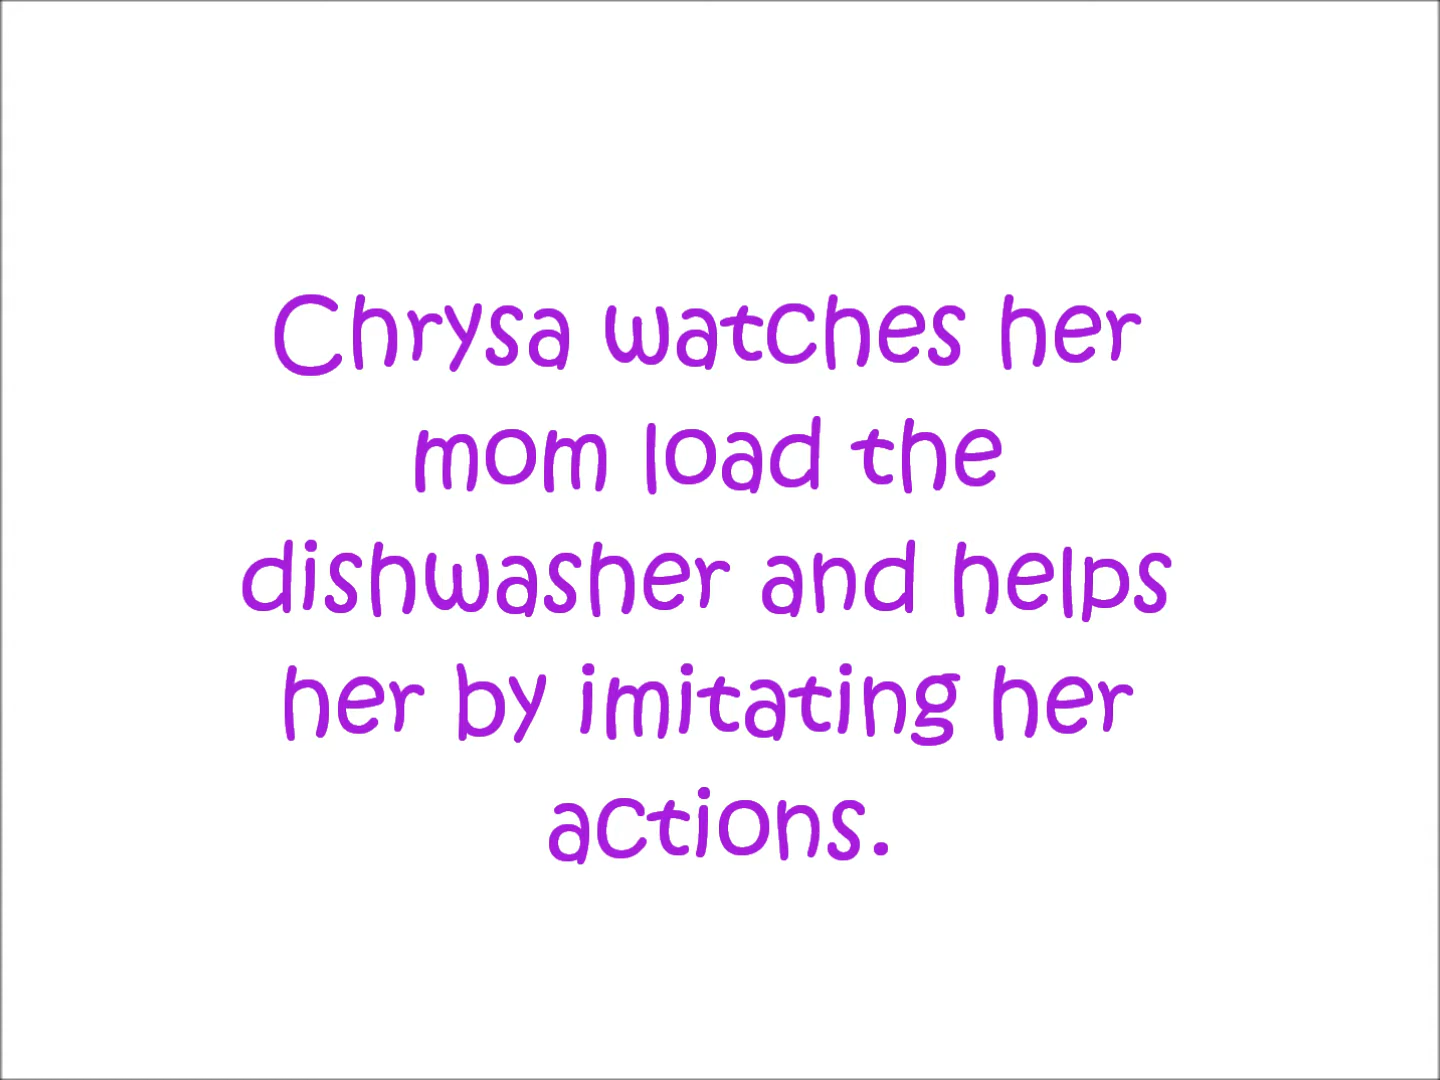 Chrysa watches her
mom load the
dishwasher and helps
her by imitating her
actions.